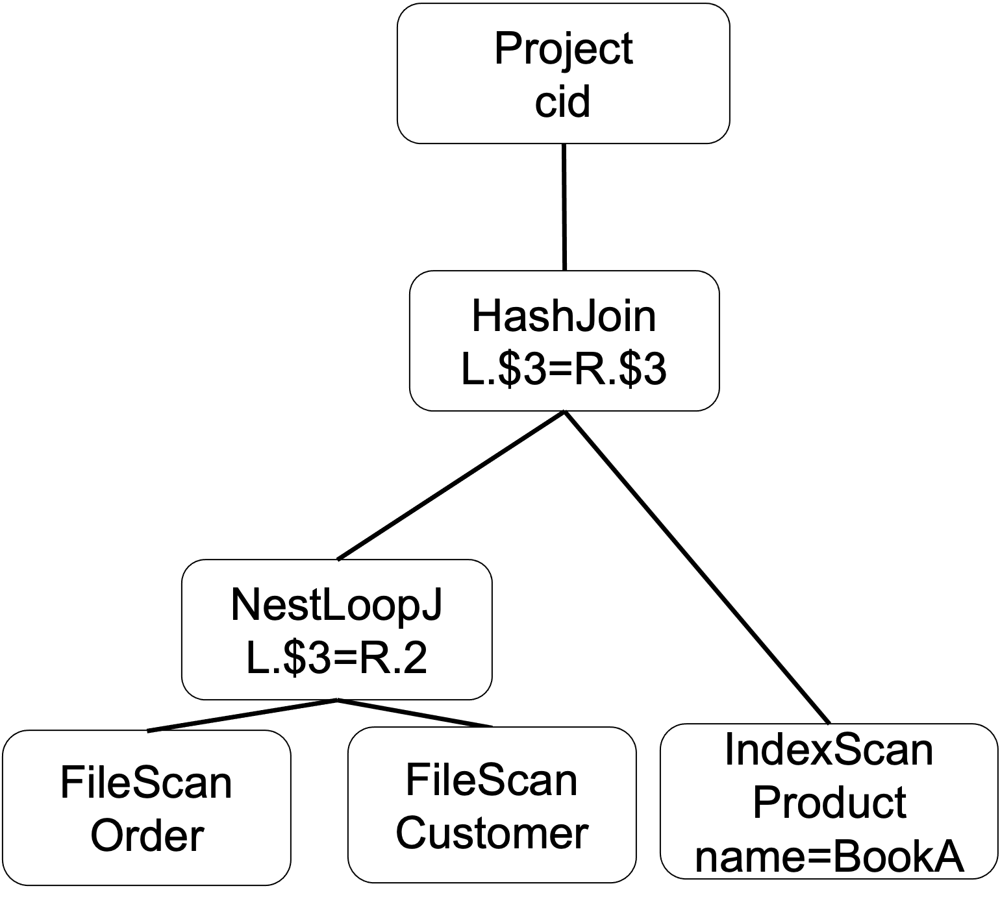 Project
cid
HashJoin
L.$3=R.$3
NestLoopJ
L.$3=R.2
FileScan
Order
FileScan
Customer
IndexScan
Product
name=BookA